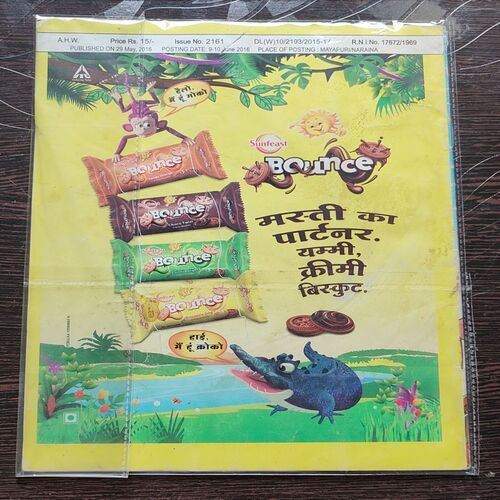 A.H.W. Price Rs. 15/- Issue No. 2161 DL(W)10/2193/2015-17 R.N.I No. 17672/1969
PUBLISHED ON 29 May, 2016 POSTING DATE: 9-10 June 2016 PLACE OF POSTING : MAYAPURI/NARAINA
हैलो,
मैं हूं मोको
Sunfeast
BOUNCE
BOUNCE
BOUNCE
BOUNCE
BOUNCE
मस्ती का
पार्टनर.
यम्मी,
क्रीमी
बिस्कुट.
हाई,
मैं हूं क्रोको